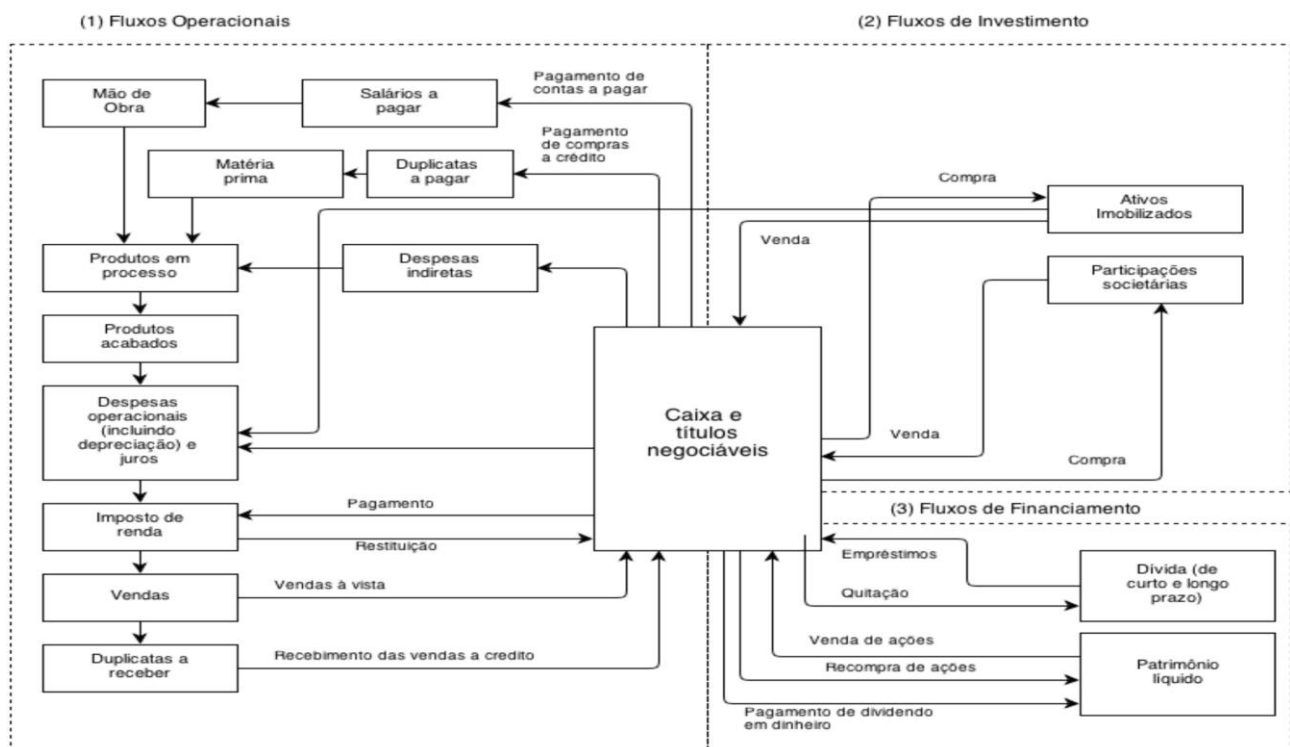 (1) Fluxos Operacionais
(2) Fluxos de Investimento
Mão de
Obra
Salários a
pagar
Pagamento de
contas a pagar
Matéria
prima
Duplicatas
a pagar
Pagamento
de compras
a crédito
Produtos em
processo
Despesas
indiretas
Produtos
acabados
Despesas
operacionais
(incluindo
depreciação) e
juros
Imposto de
renda
Pagamento
Restituição
Vendas
Vendas à vista
Duplicatas a
receber
Recebimento das vendas a credito
Caixa e
títulos
negociáveis
Compra
Ativos
Imobilizados
Venda
Participações
societárias
Venda
Compra
(3) Fluxos de Financiamento
Empréstimos
Dívida (de
curto e longo
prazo)
Quitação
Venda de ações
Recompra de ações
Patrimônio
líquido
Pagamento de dividendo
em dinheiro